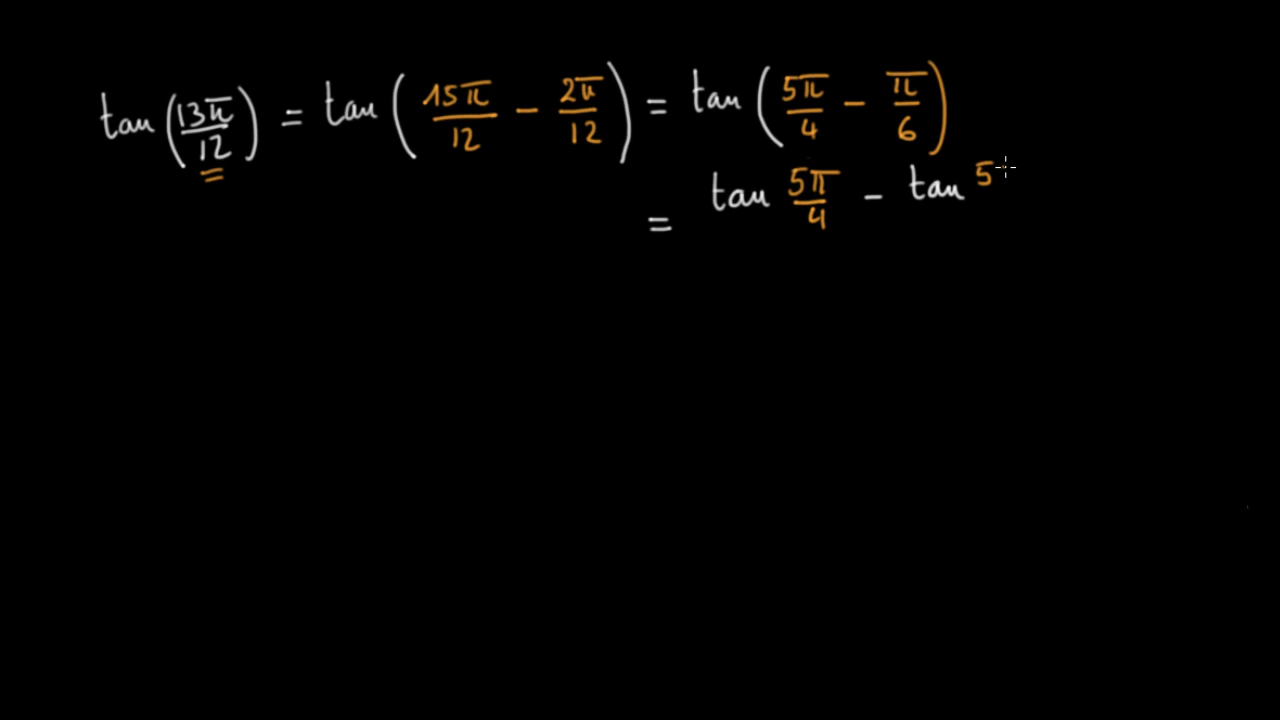 tan(13π/12) = tan(15π/12 - 2π/12) = tan(5π/4 - π/6)
= tan 5π/4 - tan 5